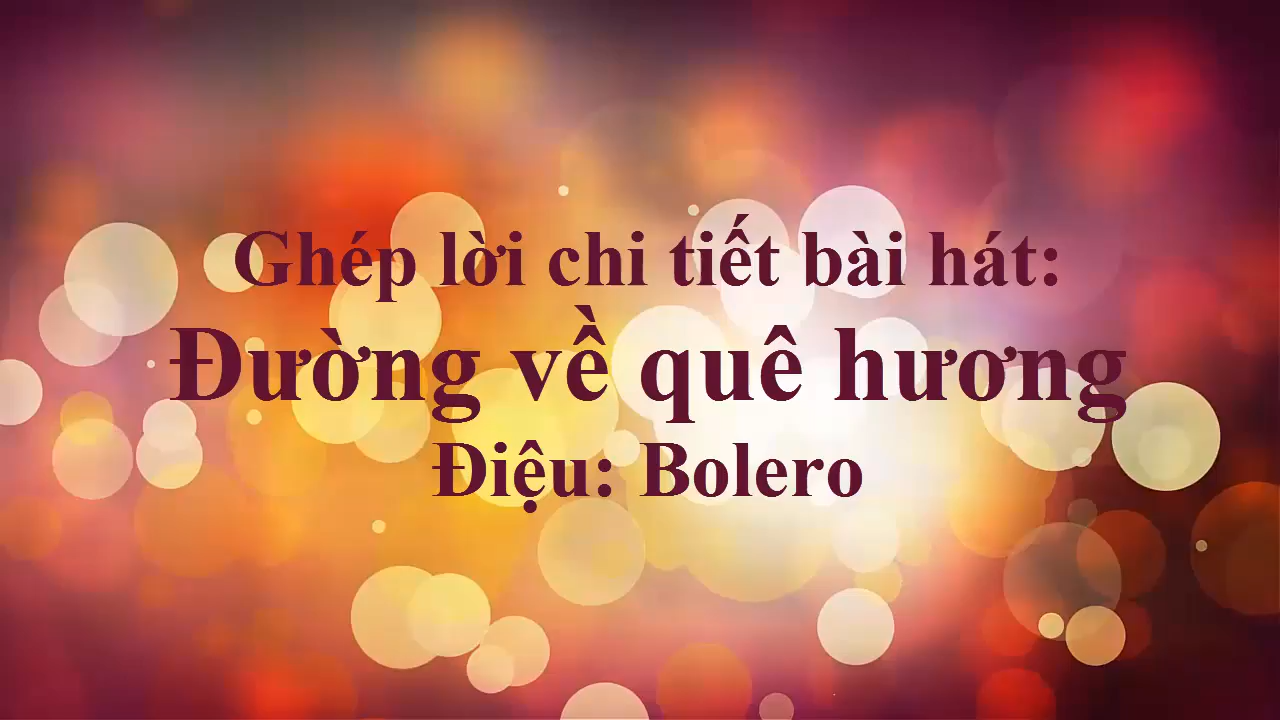 Ghép lời chi tiết bài hát:
Đường về quê hương
Điệu: Bolero